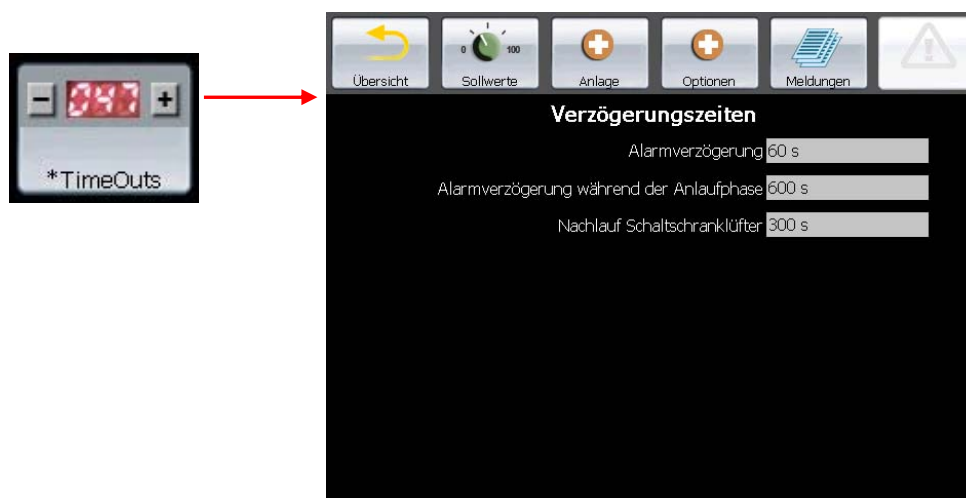 - 047 +
*TimeOuts
0 100
Übersicht Sollwerte Anlage Optionen Meldungen
Verzögerungszeiten
Alarmverzögerung 60 s
Alarmverzögerung während der Anlaufphase 600 s
Nachlauf Schaltschranklüfter 300 s